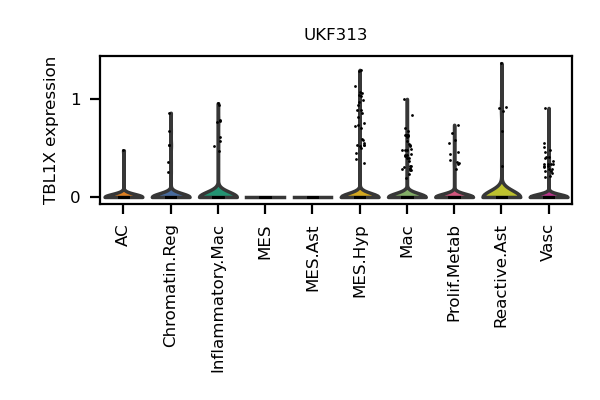 UKF313
TBL1X expression
1
0
AC
Chromatin.Reg
Inflammatory.Mac
MES
MES.Ast
MES.Hyp
Mac
Prolif.Metab
Reactive.Ast
Vasc